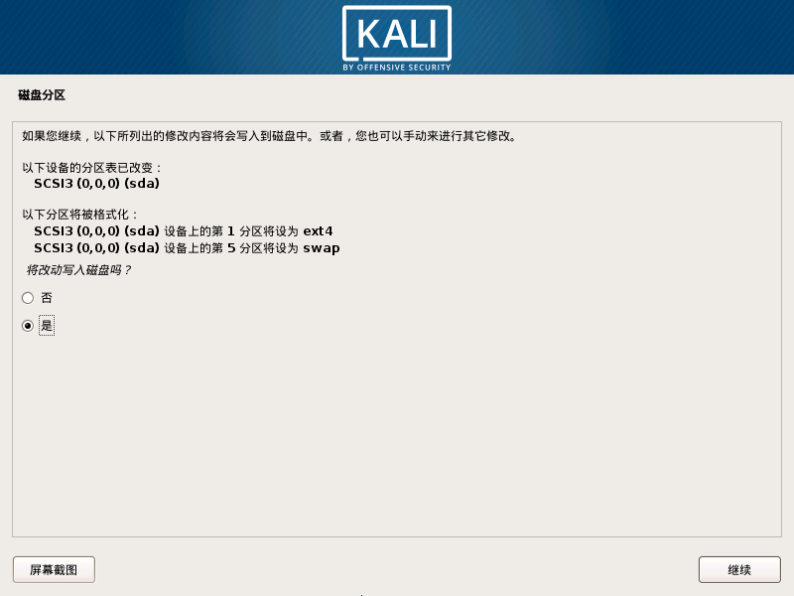 KALI
BY OFFENSIVE SECURITY
磁盘分区
如果您继续，以下所列出的修改内容将会写入到磁盘中。或者，您也可以手动来进行其它修改。
以下设备的分区表已改变：
SCSI3 (0,0,0) (sda)
以下分区将被格式化：
SCSI3 (0,0,0) (sda) 设备上的第 1 分区将设为 ext4
SCSI3 (0,0,0) (sda) 设备上的第 5 分区将设为 swap
将改动写入磁盘吗？
否
是
屏幕截图
继续